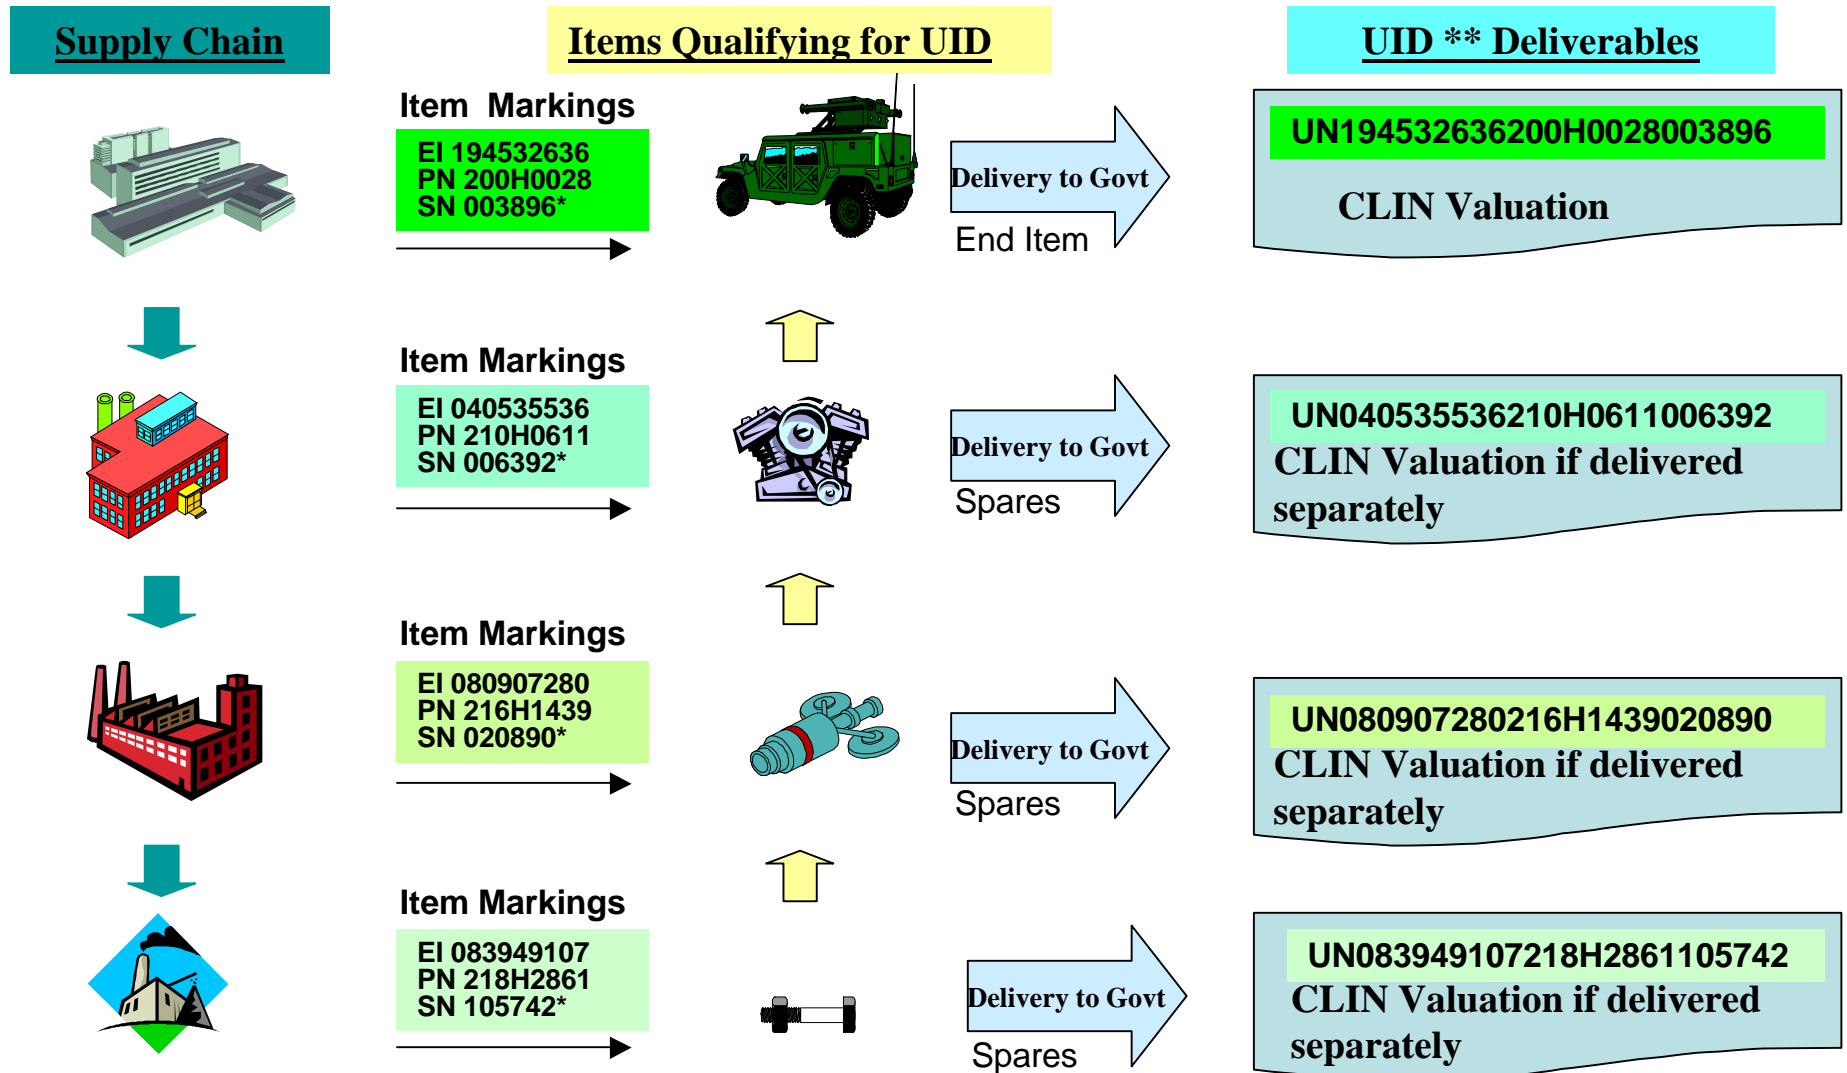 Supply Chain
Items Qualifying for UID
UID ** Deliverables
Item  Markings
EI 194532636
PN 200H0028
SN 003896*
Delivery to Govt
End Item
UN194532636200H0028003896
CLIN Valuation
Item Markings
EI 040535536
PN 210H0611
SN 006392*
Delivery to Govt
Spares
UN040535536210H0611006392
CLIN Valuation if delivered
separately
Item Markings
EI 080907280
PN 216H1439
SN 020890*
Delivery to Govt
Spares
UN080907280216H1439020890
CLIN Valuation if delivered
separately
Item Markings
EI 083949107
PN 218H2861
SN 105742*
Delivery to Govt
Spares
UN083949107218H2861105742
CLIN Valuation if delivered
separately